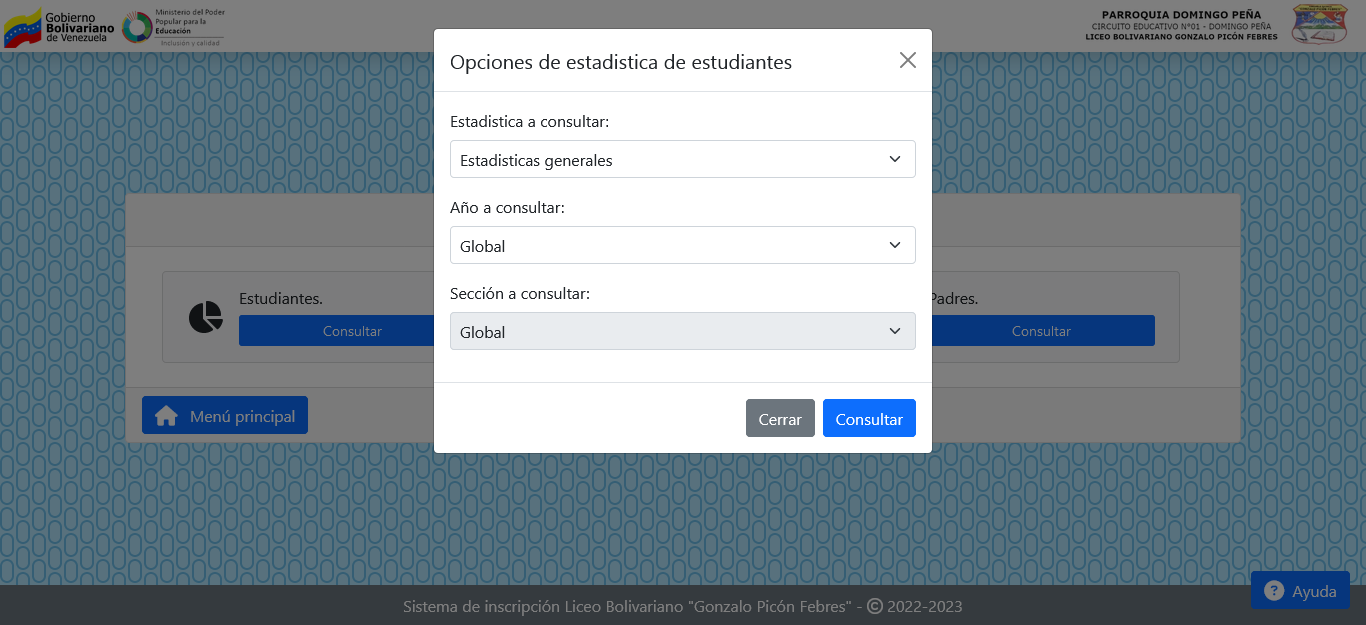 Gobierno
Bolivariano
de Venezuela
Ministerio del Poder
Popular para la
Educación
Inclusión y calidad
PARROQUIA DOMINGO PEÑA
CIRCUITO EDUCATIVO N°01 - DOMINGO PEÑA
LICEO BOLIVARIANO GONZALO PICÓN FEBRES
Opciones de estadistica de estudiantes
Estadistica a consultar:
Estadisticas generales
Año a consultar:
Global
Sección a consultar:
Global
Cerrar
Consultar
Estudiantes.
Consultar
Padres.
Consultar
Menú principal
Sistema de inscripción Liceo Bolivariano "Gonzalo Picón Febres" - © 2022-2023
Ayuda